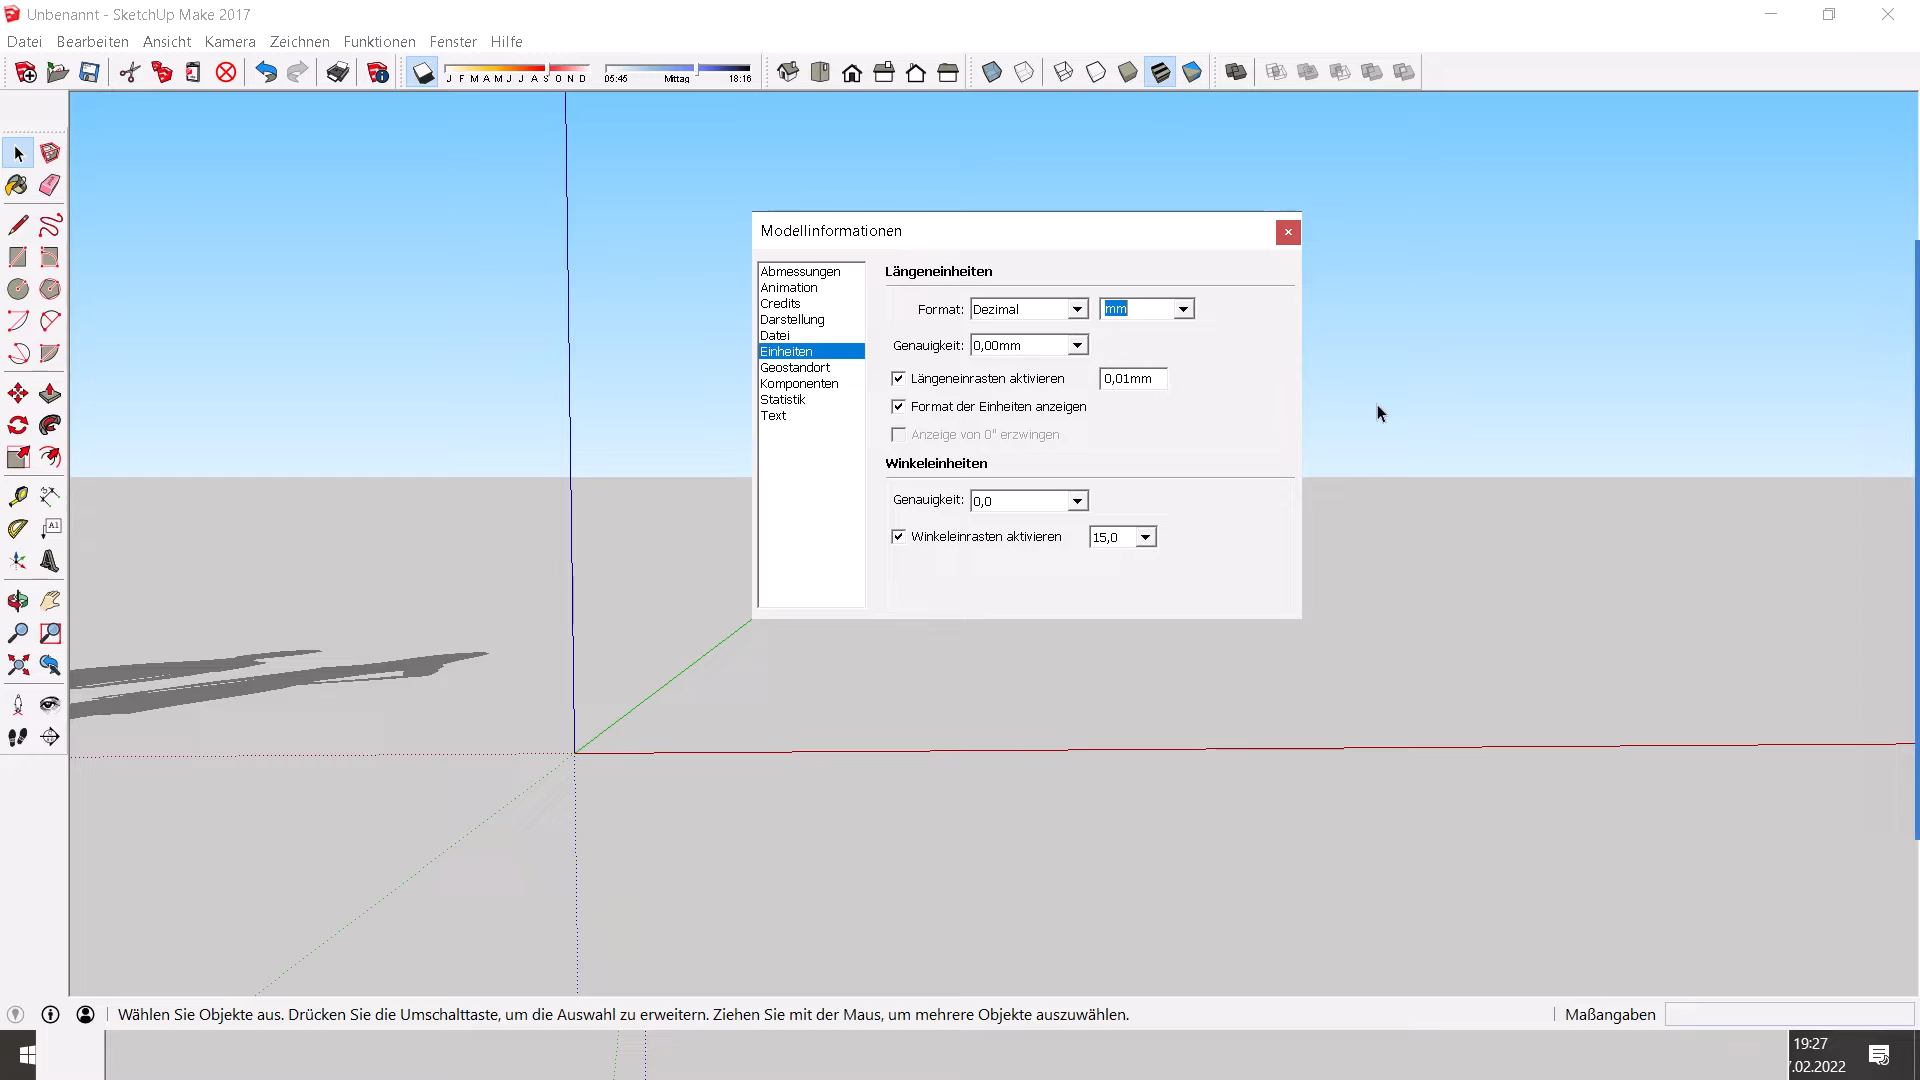 Unbenannt - SketchUp Make 2017
Datei Bearbeiten Ansicht Kamera Zeichnen Funktionen Fenster Hilfe
J F M A M J J A S O N D 05:45 Mittag 18:16
Modellinformationen
Abmessungen
Animation
Credits
Darstellung
Datei
Einheiten
Geostandort
Komponenten
Statistik
Text
Längeneinheiten
Format: Dezimal mm
Genauigkeit: 0,00mm
Längeneinrasten aktivieren 0,01mm
Format der Einheiten anzeigen
Anzeige von 0" erzwingen
Winkeleinheiten
Genauigkeit: 0,0
Winkeleinrasten aktivieren 15,0
A1
Wählen Sie Objekte aus. Drücken Sie die Umschalttaste, um die Auswahl zu erweitern. Ziehen Sie mit der Maus, um mehrere Objekte auszuwählen.
Maßangaben
19:27
.02.2022